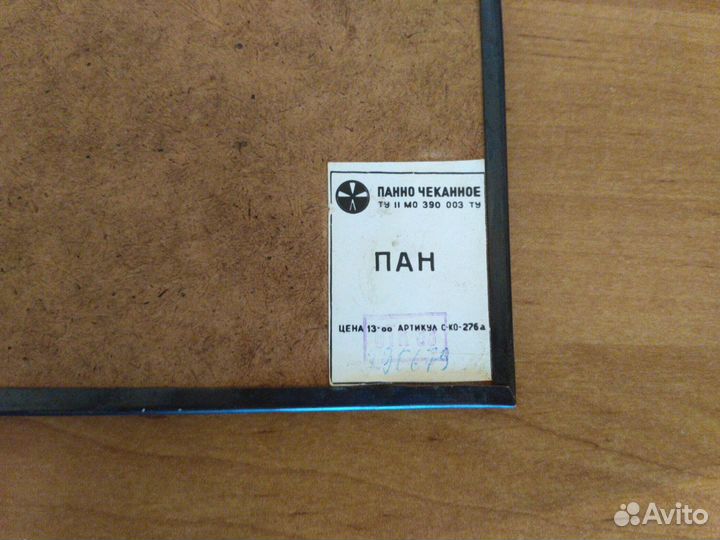 ПАННО ЧЕКАННОЕ
ТУ II МО 390 003 ТУ
ПАН
ЦЕНА 13-00 АРТИКУЛ С-КО-276а
Avito